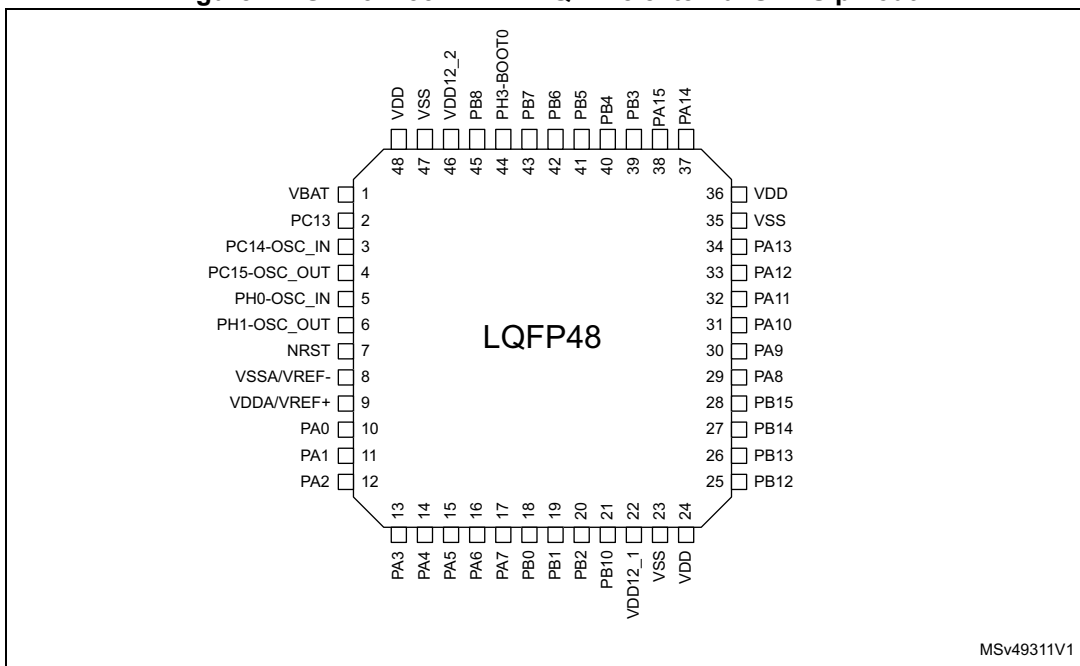 VDD
VSS
VDD12_2
PB8
PH3-BOOT0
PB7
PB6
PB5
PB4
PB3
PA15
PA14
48
47
46
45
44
43
42
41
40
39
38
37
VBAT 1
PC13 2
PC14-OSC_IN 3
PC15-OSC_OUT 4
PH0-OSC_IN 5
PH1-OSC_OUT 6
NRST 7
VSSA/VREF- 8
VDDA/VREF+ 9
PA0 10
PA1 11
PA2 12
LQFP48
36 VDD
35 VSS
34 PA13
33 PA12
32 PA11
31 PA10
30 PA9
29 PA8
28 PB15
27 PB14
26 PB13
25 PB12
13
14
15
16
17
18
19
20
21
22
23
24
PA3
PA4
PA5
PA6
PA7
PB0
PB1
PB2
PB10
VDD12_1
VSS
VDD
MSv49311V1